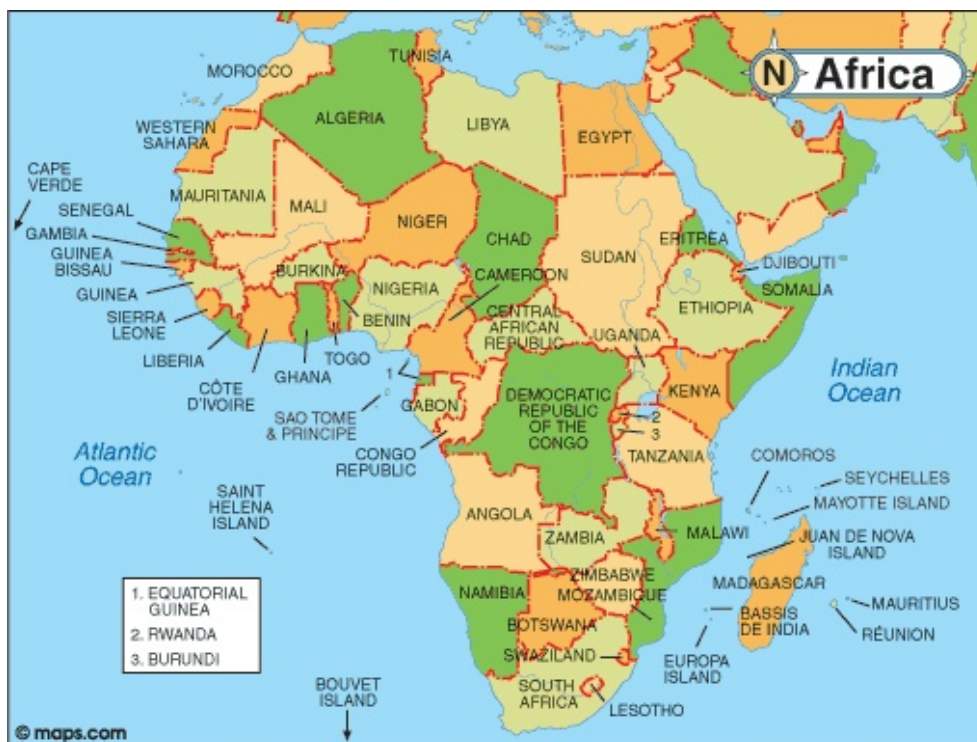 N Africa
MOROCCO
TUNISIA
ALGERIA
LIBYA
EGYPT
WESTERN
SAHARA
CAPE
VERDE
MAURITANIA
MALI
NIGER
CHAD
SUDAN
ERITREA
DJIBOUTI
SENEGAL
GAMBIA
GUINEA
BISSAU
GUINEA
SIERRA
LEONE
LIBERIA
CÔTE
D'IVOIRE
BURKINA
GHANA
TOGO
BENIN
NIGERIA
CAMEROON
CENTRAL
AFRICAN
REPUBLIC
ETHIOPIA
SOMALIA
UGANDA
KENYA
1
SAO TOME
& PRINCIPE
GABON
CONGO
REPUBLIC
DEMOCRATIC
REPUBLIC
OF THE
CONGO
2
3
TANZANIA
Indian
Ocean
Atlantic
Ocean
SAINT
HELENA
ISLAND
COMOROS
SEYCHELLES
MAYOTTE ISLAND
JUAN DE NOVA
ISLAND
ANGOLA
ZAMBIA
MALAWI
ZIMBABWE
MOZAMBIQUE
MADAGASCAR
BASSIS
DE INDIA
MAURITIUS
RÉUNION
NAMIBIA
BOTSWANA
SWAZILAND
EUROPA
ISLAND
SOUTH
AFRICA
LESOTHO
BOUVET
ISLAND
1. EQUATORIAL
GUINEA
2. RWANDA
3. BURUNDI
© maps.com